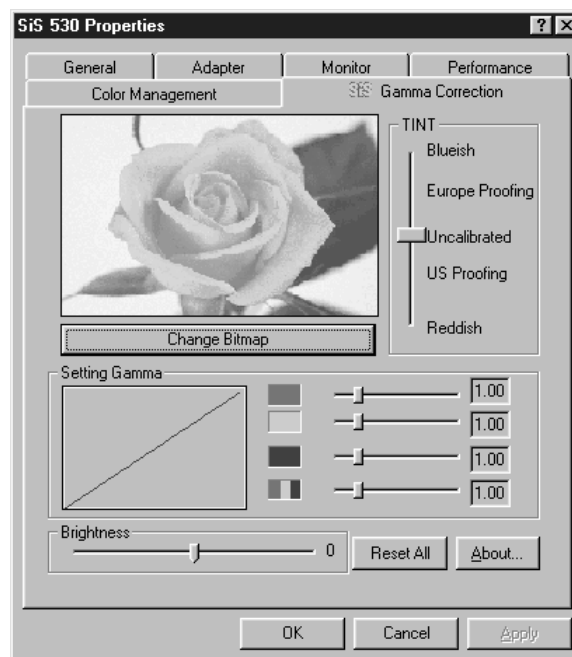 SiS 530 Properties
General Adapter Monitor Performance
Color Management SiS Gamma Correction
TINT
Blueish
Europe Proofing
Uncalibrated
US Proofing
Reddish
Change Bitmap
Setting Gamma
1.00
1.00
1.00
1.00
Brightness
0
Reset All
About...
OK Cancel Apply